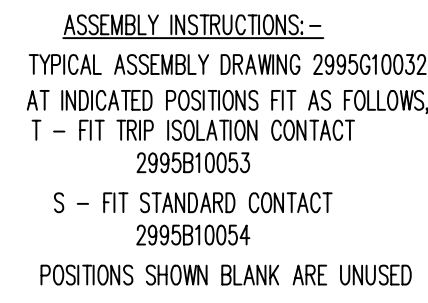 ASSEMBLY INSTRUCTIONS:–
TYPICAL ASSEMBLY DRAWING 2995G10032
AT INDICATED POSITIONS FIT AS FOLLOWS,
T – FIT TRIP ISOLATION CONTACT
2995B10053
S – FIT STANDARD CONTACT
2995B10054
POSITIONS SHOWN BLANK ARE UNUSED